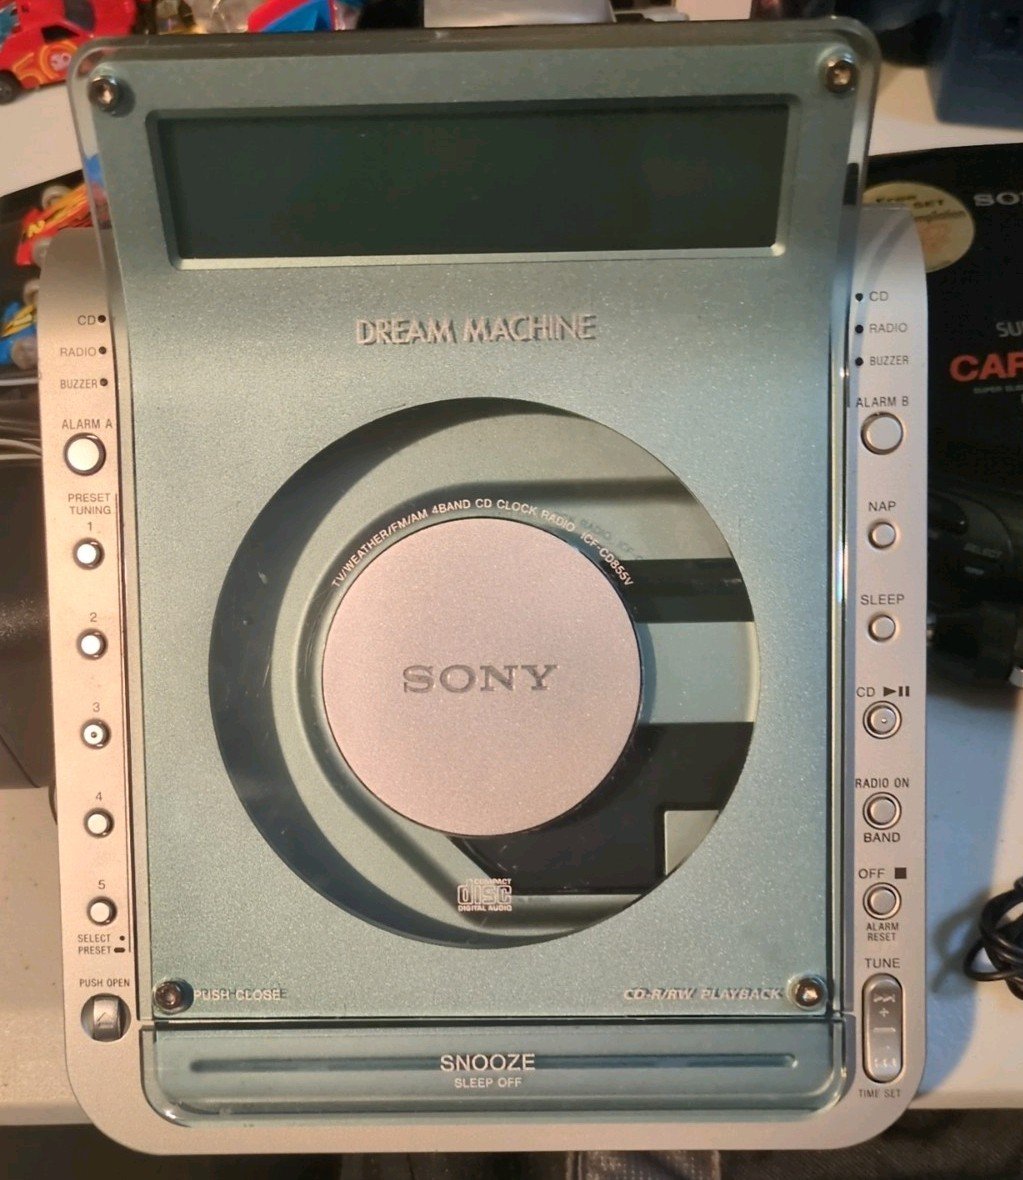 DREAM MACHINE
CD
RADIO
BUZZER
ALARM A
PRESET
TUNING
1
2
3
4
5
SELECT
PRESET
PUSH OPEN
TV/WEATHER/FM/AM 4BAND CD CLOCK RADIO ICF-CD855V
SONY
COMPACT
disc
DIGITAL AUDIO
PUSH CLOSE
CD-R/RW PLAYBACK
SNOOZE
SLEEP OFF
CD
RADIO
BUZZER
ALARM B
NAP
SLEEP
CD
RADIO ON
BAND
OFF
ALARM
RESET
TUNE
+
−
TIME SET
Free
SELECT